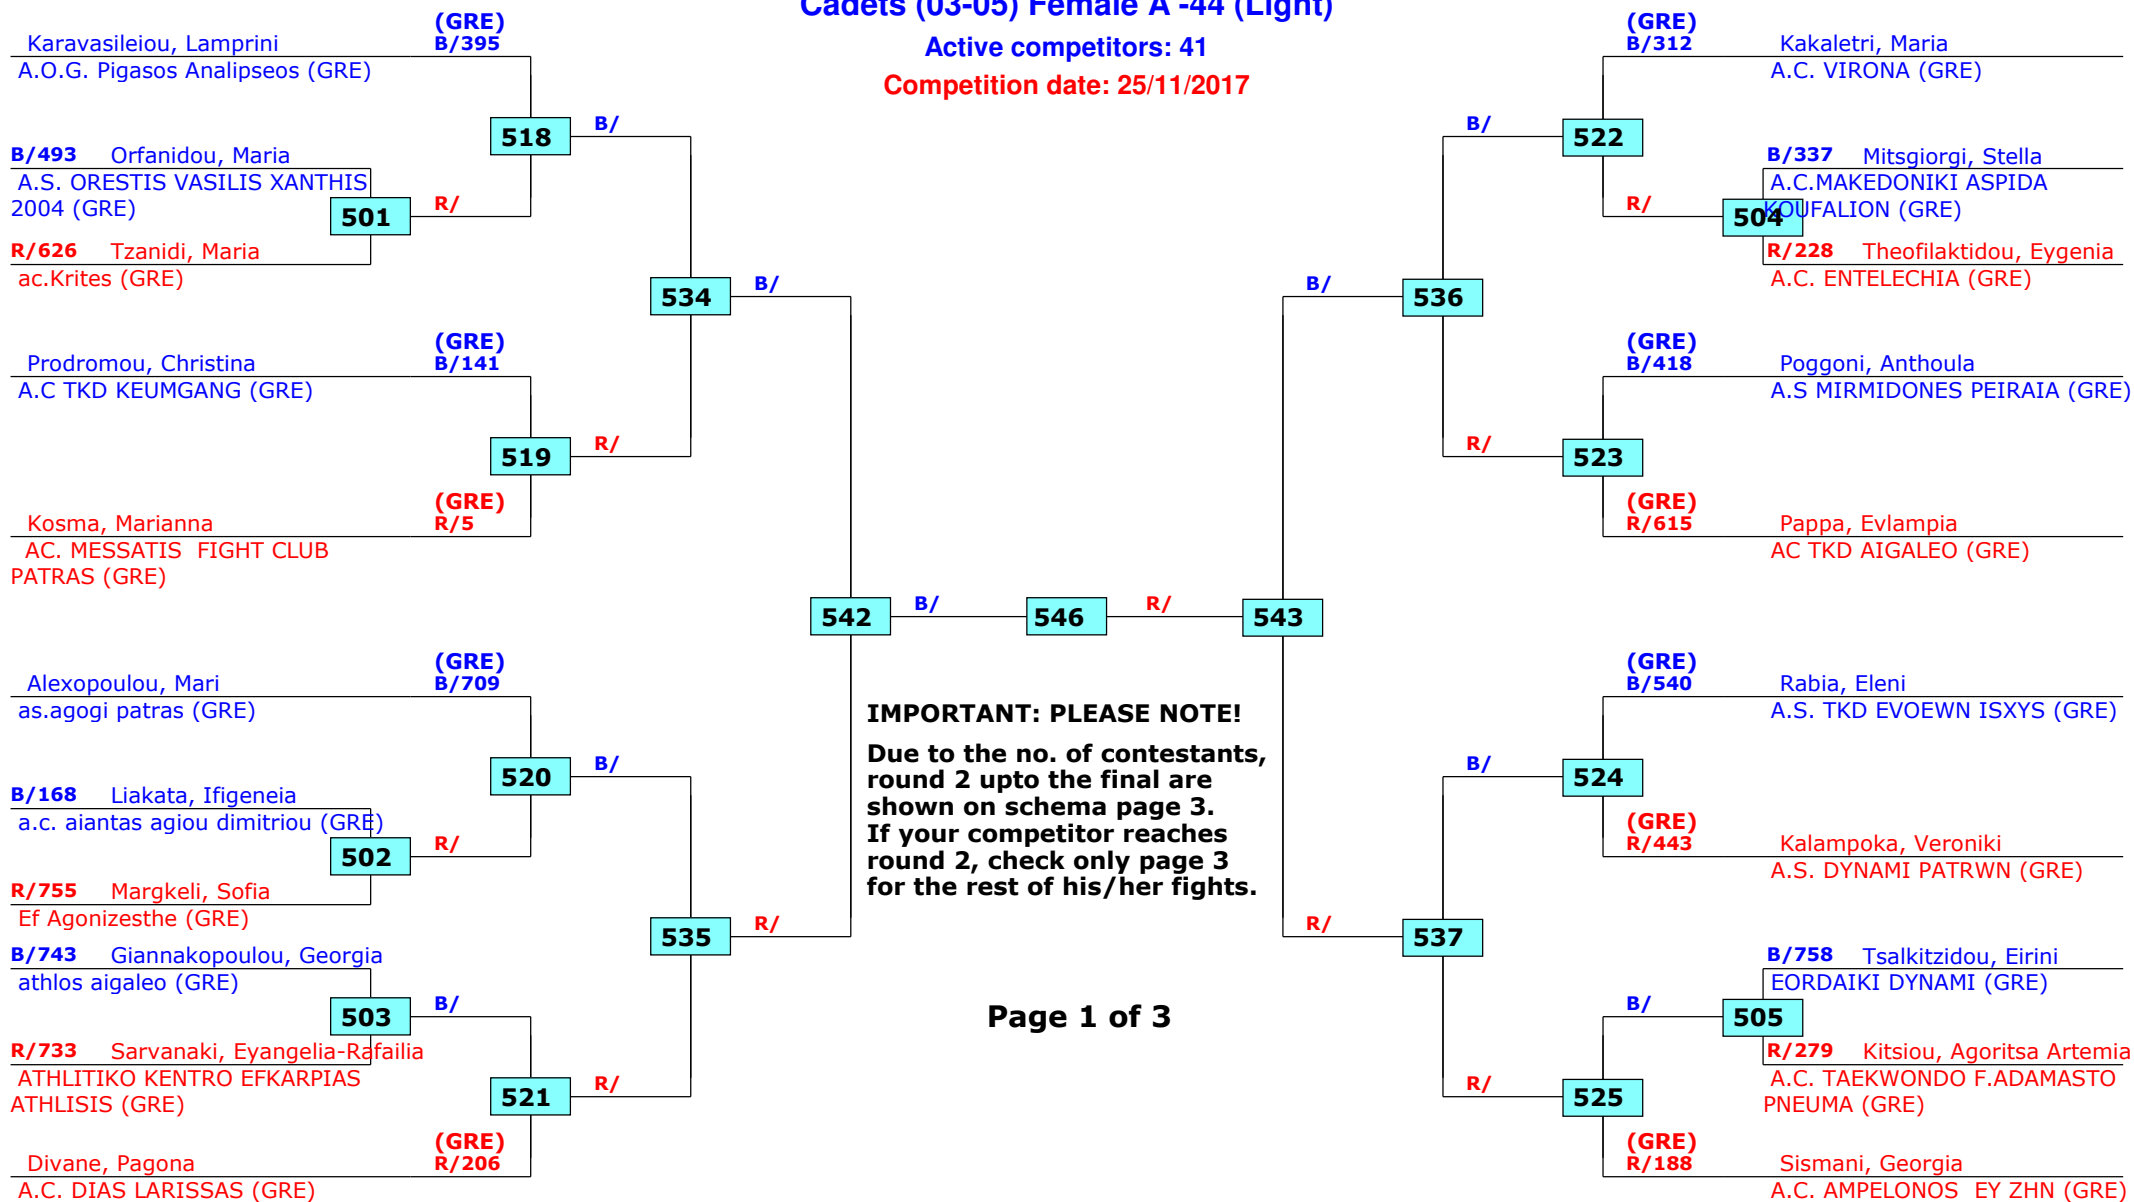 Cadets (03-05) Female A -44 (Light)
Active competitors: 41
Competition date: 25/11/2017
(GRE)
Karavasileiou, Lamprini B/395
A.O.G. Pigasos Analipseos (GRE)
518
B/
B/493 Orfanidou, Maria
A.S. ORESTIS VASILIS XANTHIS
2004 (GRE)
501
R/
R/626 Tzanidi, Maria
ac.Krites (GRE)
534
B/
(GRE)
Prodromou, Christina B/141
A.C TKD KEUMGANG (GRE)
519
R/
(GRE)
Kosma, Marianna R/5
AC. MESSATIS FIGHT CLUB
PATRAS (GRE)
542
B/
546
R/
543
(GRE)
Alexopoulou, Mari B/709
as.agogi patras (GRE)
520
B/
B/168 Liakata, Ifigeneia
a.c. aiantas agiou dimitriou (GRE)
502
R/
R/755 Margkeli, Sofia
Ef Agonizesthe (GRE)
535
R/
B/743 Giannakopoulou, Georgia
athlos aigaleo (GRE)
503
B/
R/733 Sarvanaki, Eyangelia-Rafailia
ATHLITIKO KENTRO EFKARPIAS
ATHLISIS (GRE)
521
R/
(GRE)
Divane, Pagona R/206
A.C. DIAS LARISSAS (GRE)
IMPORTANT: PLEASE NOTE!
Due to the no. of contestants,
round 2 upto the final are
shown on schema page 3.
If your competitor reaches
round 2, check only page 3
for the rest of his/her fights.
Page 1 of 3
(GRE)
B/312 Kakaletri, Maria
A.C. VIRONA (GRE)
B/
522
B/337 Mitsgiorgi, Stella
A.C.MAKEDONIKI ASPIDA
KOUFALION (GRE)
R/
504
R/228 Theofilaktidou, Eygenia
A.C. ENTELECHIA (GRE)
B/
536
(GRE)
B/418 Poggoni, Anthoula
A.S MIRMIDONES PEIRAIA (GRE)
R/
523
(GRE)
R/615 Pappa, Evlampia
AC TKD AIGALEO (GRE)
(GRE)
B/540 Rabia, Eleni
A.S. TKD EVOEWN ISXYS (GRE)
B/
524
(GRE)
R/443 Kalampoka, Veroniki
A.S. DYNAMI PATRWN (GRE)
R/
537
B/758 Tsalkitzidou, Eirini
EORDAIKI DYNAMI (GRE)
B/
505
R/279 Kitsiou, Agoritsa Artemia
A.C. TAEKWONDO F.ADAMASTO
PNEUMA (GRE)
R/
525
(GRE)
R/188 Sismani, Georgia
A.C. AMPELONOS EY ZHN (GRE)